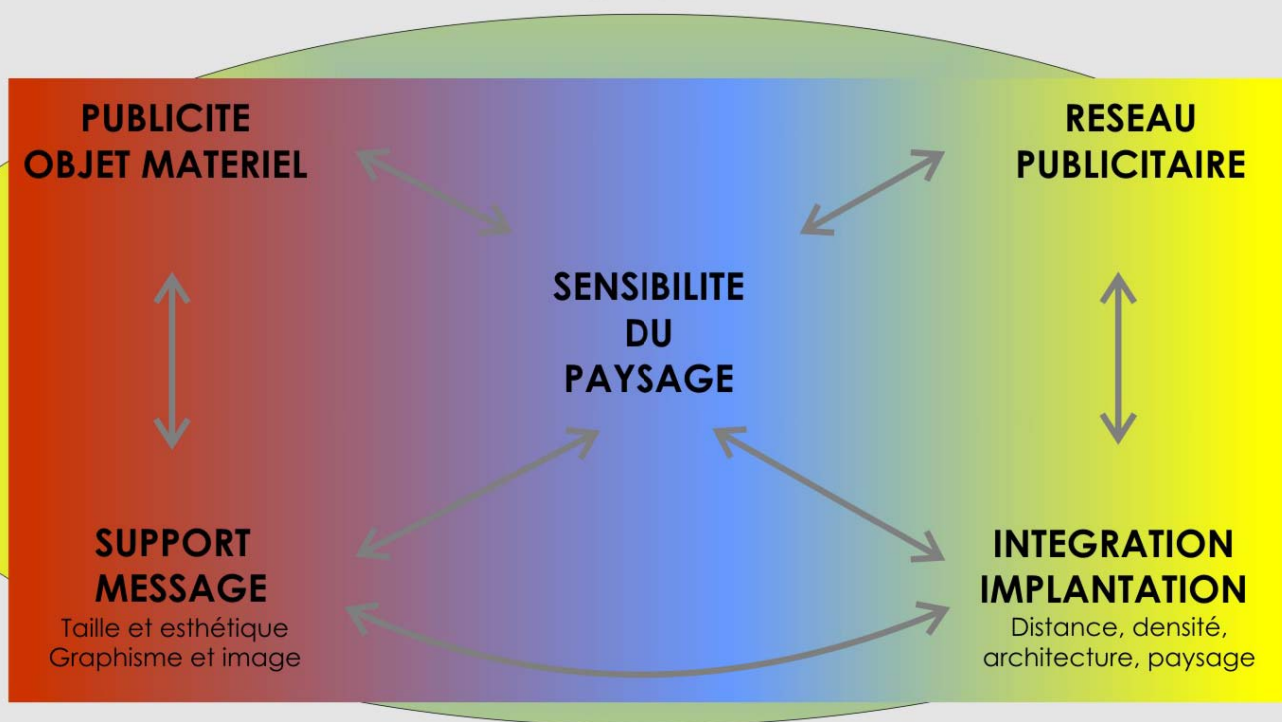 PUBLICITE
OBJET MATERIEL
RESEAU
PUBLICITAIRE
SENSIBILITE
DU
PAYSAGE
SUPPORT
MESSAGE
Taille et esthétique
Graphisme et image
INTEGRATION
IMPLANTATION
Distance, densité,
architecture, paysage